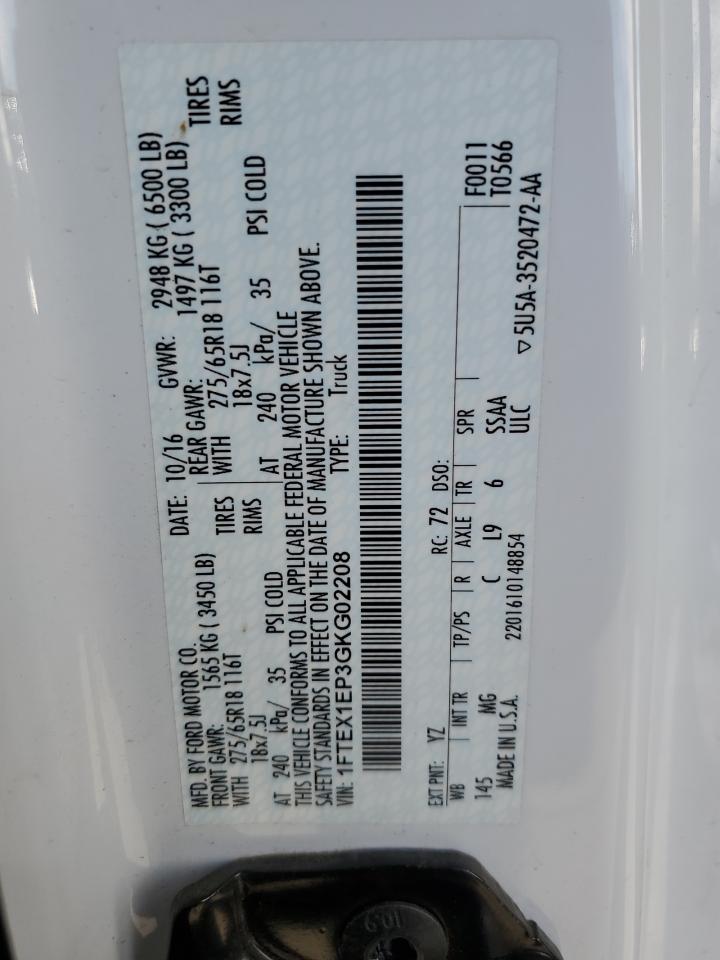 MFD. BY FORD MOTOR CO. DATE: 10/16 GVWR: 2948 KG ( 6500 LB)
FRONT GAWR: 1565 KG ( 3450 LB) REAR GAWR: 1497 KG ( 3300 LB)
WITH 275/65R18 116T TIRES WITH 275/65R18 116T TIRES
18x7.5J RIMS 18x7.5J RIMS
AT 240 kPa/ 35 PSI COLD AT 240 kPa/ 35 PSI COLD
THIS VEHICLE CONFORMS TO ALL APPLICABLE FEDERAL MOTOR VEHICLE
SAFETY STANDARDS IN EFFECT ON THE DATE OF MANUFACTURE SHOWN ABOVE.
VIN: 1FTEX1EP3GKG02208 TYPE: Truck
EXT PNT: YZ RC: 72 DSO: F0011
WB INT TR TP/PS R AXLE TR SPR T0566
145 MG C L9 6 SSAA ▽5U5A-3520472-AA
MADE IN U.S.A. 2201610148854 ULC
10.9